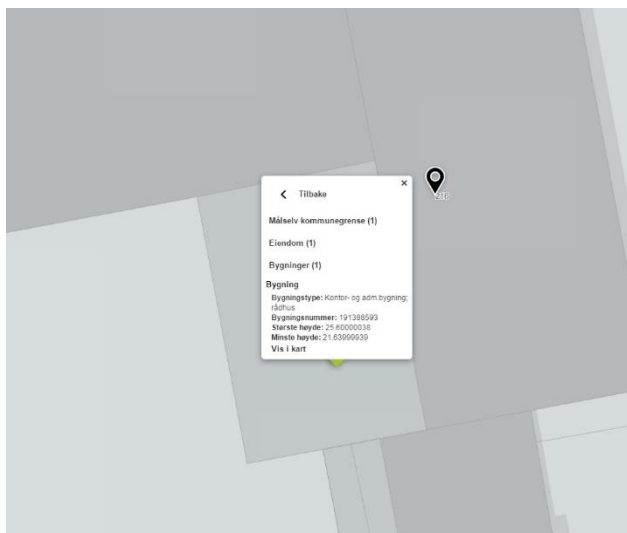 Tilbake
Målselv kommunegrense (1)
Eiendom (1)
Bygninger (1)
Bygning
Bygningstype: Kontor- og adm.bygning;
rådhus
Bygningsnummer: 191388593
Største høyde: 25.60000038
Minste høyde: 21.63999939
Vis i kart